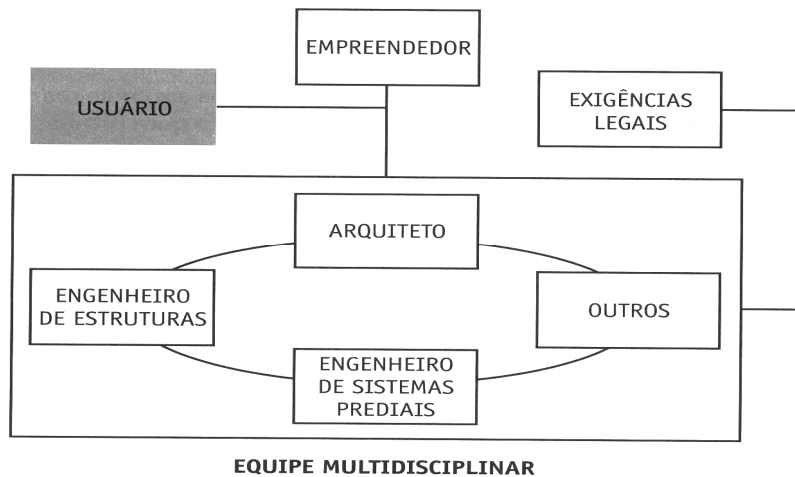 EMPREENDEDOR
USUÁRIO
EXIGÊNCIAS
LEGAIS
ARQUITETO
ENGENHEIRO
DE ESTRUTURAS
OUTROS
ENGENHEIRO
DE SISTEMAS
PREDIAIS
EQUIPE MULTIDISCIPLINAR